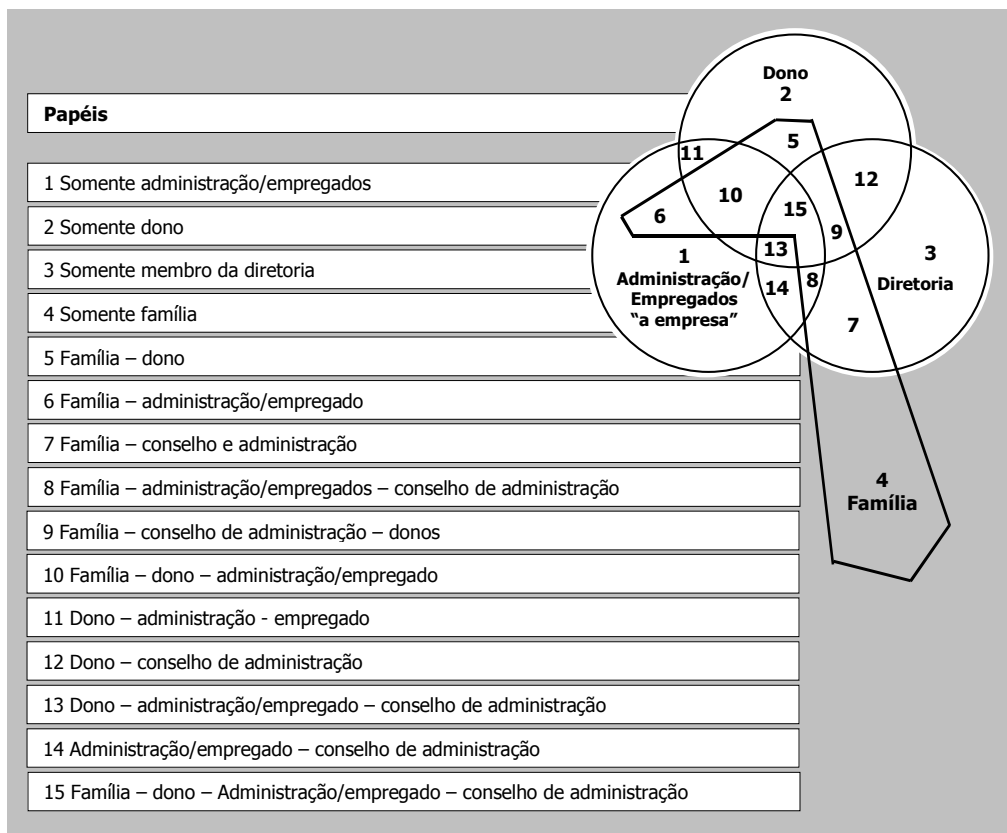 Papéis
1 Somente administração/empregados
2 Somente dono
3 Somente membro da diretoria
4 Somente família
5 Família – dono
6 Família – administração/empregado
7 Família – conselho e administração
8 Família – administração/empregados – conselho de administração
9 Família – conselho de administração – donos
10 Família – dono – administração/empregado
11 Dono – administração - empregado
12 Dono – conselho de administração
13 Dono – administração/empregado – conselho de administração
14 Administração/empregado – conselho de administração
15 Família – dono – Administração/empregado – conselho de administração
Dono
2
5
11
12
10
15
6
9
13
1
Administração/
Empregados
“a empresa”
3
Diretoria
14
8
7
4
Família